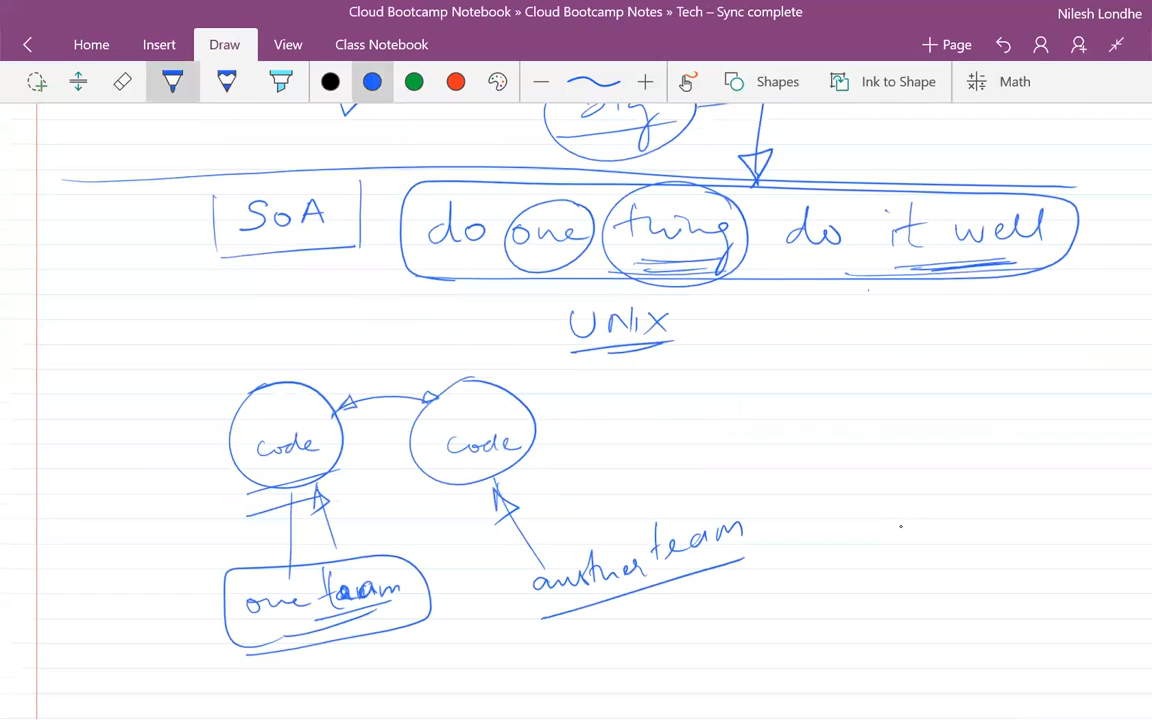 Cloud Bootcamp Notebook » Cloud Bootcamp Notes » Tech – Sync complete
Nilesh Londhe
Home Insert Draw View Class Notebook Page
Shapes Ink to Shape Math
SOA do one thing do it well
UNIX
code code
another team
one team